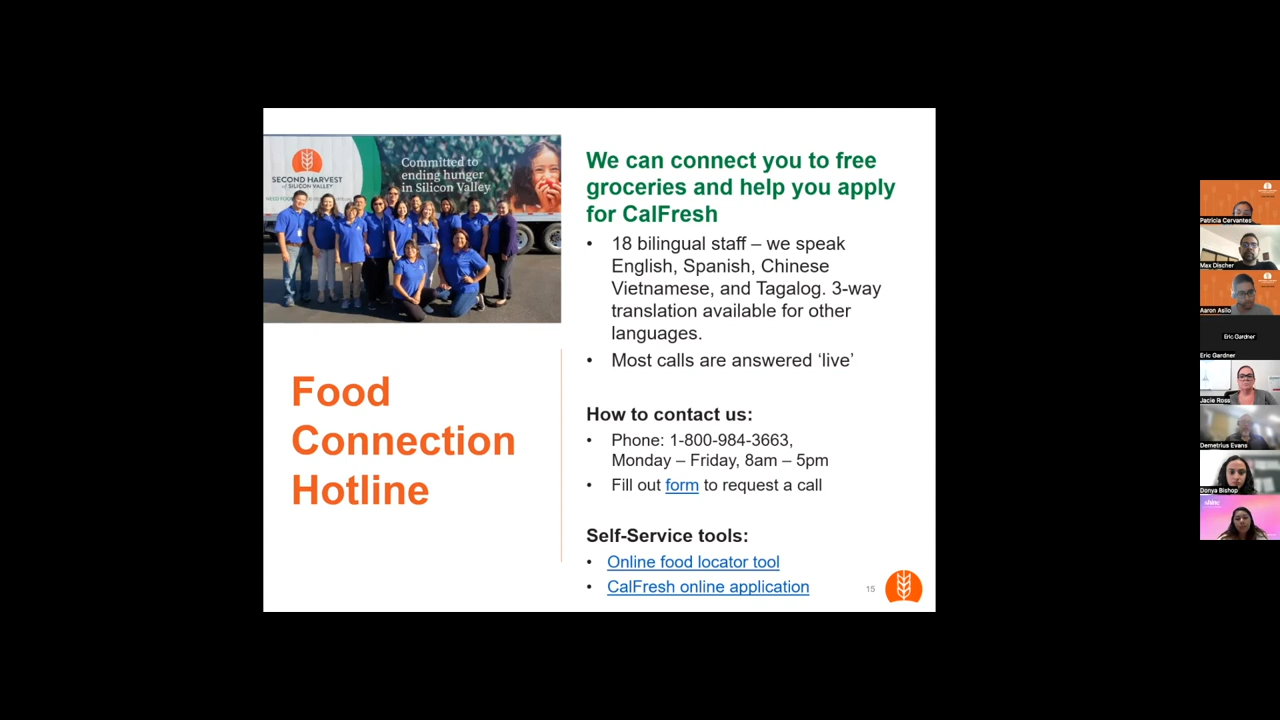 SECOND HARVEST
of SILICON VALLEY
Committed to
ending hunger
in Silicon Valley
Food
Connection
Hotline
We can connect you to free
groceries and help you apply
for CalFresh
• 18 bilingual staff – we speak
English, Spanish, Chinese
Vietnamese, and Tagalog. 3-way
translation available for other
languages.
• Most calls are answered ‘live’
How to contact us:
• Phone: 1-800-984-3663,
Monday – Friday, 8am – 5pm
• Fill out form to request a call
Self-Service tools:
• Online food locator tool
• CalFresh online application
15
Patricia Cervantes
Max Discher
Aaron Asilo
Eric Gardner
Eric Gardner
Jacie Ross
Demetrius Evans
Donya Bishop